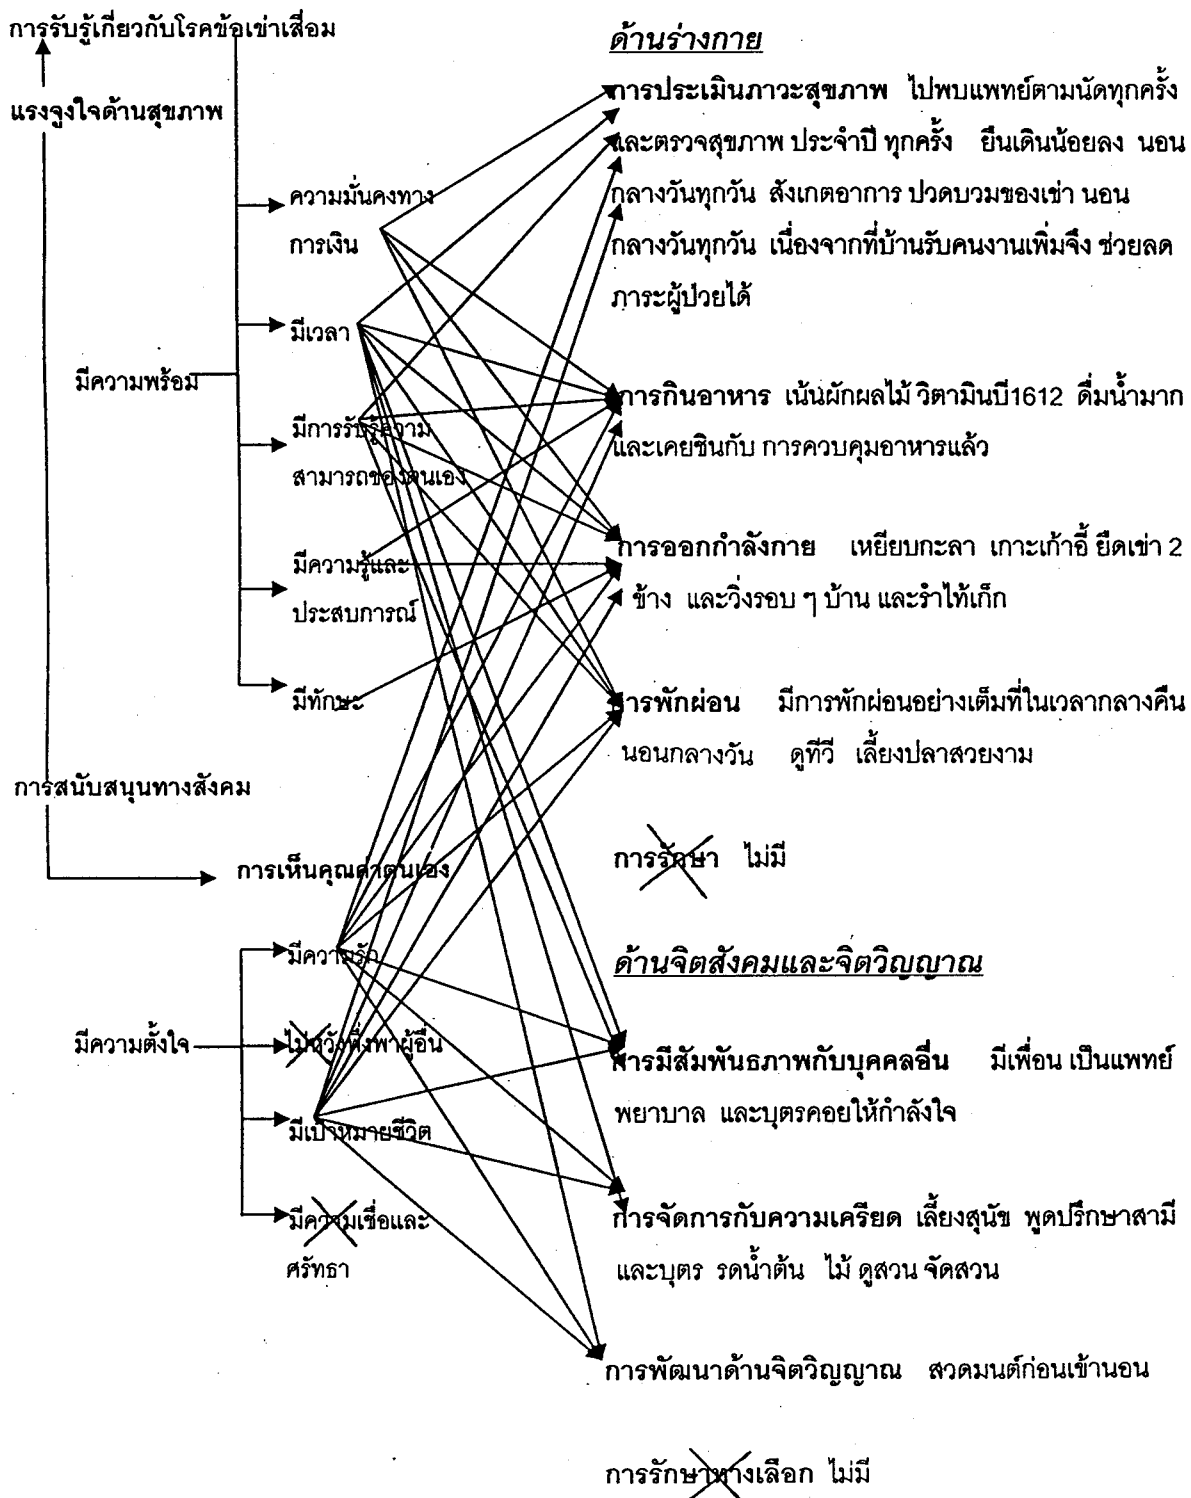 การรับรู้เกี่ยวกับโรคข้อเข่าเสื่อม
แรงจูงใจด้านสุขภาพ
ความมั่นคงทาง
การเงิน
มีเวลา
มีความพร้อม
มีการรับรู้ความ
สามารถของตนเอง
มีความรู้และ
ประสบการณ์
มีทักษะ
การสนับสนุนทางสังคม
การเห็นคุณค่าตนเอง
มีความรัก
มีความตั้งใจ
ไม่หวังพึ่งพาผู้อื่น
มีเป้าหมายชีวิต
มีความเชื่อและ
ศรัทธา
ด้านร่างกาย
การประเมินภาวะสุขภาพ ไปพบแพทย์ตามนัดทุกครั้ง
และตรวจสุขภาพ ประจำปี ทุกครั้ง ยืนเดินน้อยลง นอน
กลางวันทุกวัน สังเกตอาการ ปวดบวมของเข่า นอน
กลางวันทุกวัน เนื่องจากที่บ้านรับคนงานเพิ่มจึง ช่วยลด
ภาระผู้ป่วยได้
การกินอาหาร เน้นผักผลไม้ วิตามินบี1612 ดื่มน้ำมาก
และเคยชินกับ การควบคุมอาหารแล้ว
การออกกำลังกาย เหยียบกะลา เกาะเก้าอี้ ยืดเข่า 2
ข้าง และวิ่งรอบ ๆ บ้าน และรำไท้เก็ก
การพักผ่อน มีการพักผ่อนอย่างเต็มที่ในเวลากลางคืน
นอนกลางวัน ดูทีวี เลี้ยงปลาสวยงาม
การรักษา ไม่มี
ด้านจิตสังคมและจิตวิญญาณ
การมีสัมพันธภาพกับบุคคลอื่น มีเพื่อน เป็นแพทย์
พยาบาล และบุตรคอยให้กำลังใจ
การจัดการกับความเครียด เลี้ยงสุนัข พูดปรึกษาสามี
และบุตร รดน้ำต้น ไม้ ดูสวน จัดสวน
การพัฒนาด้านจิตวิญญาณ สวดมนต์ก่อนเข้านอน
การรักษาทางเลือก ไม่มี